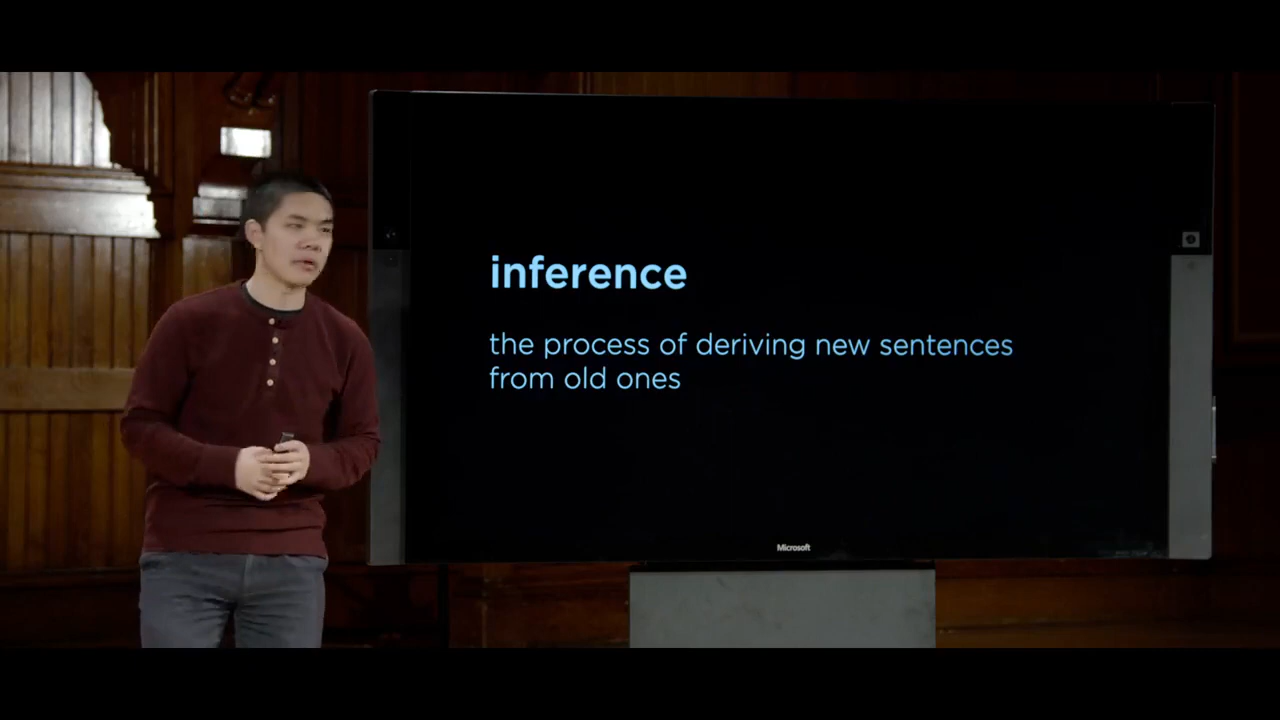 inference
the process of deriving new sentences
from old ones
Microsoft